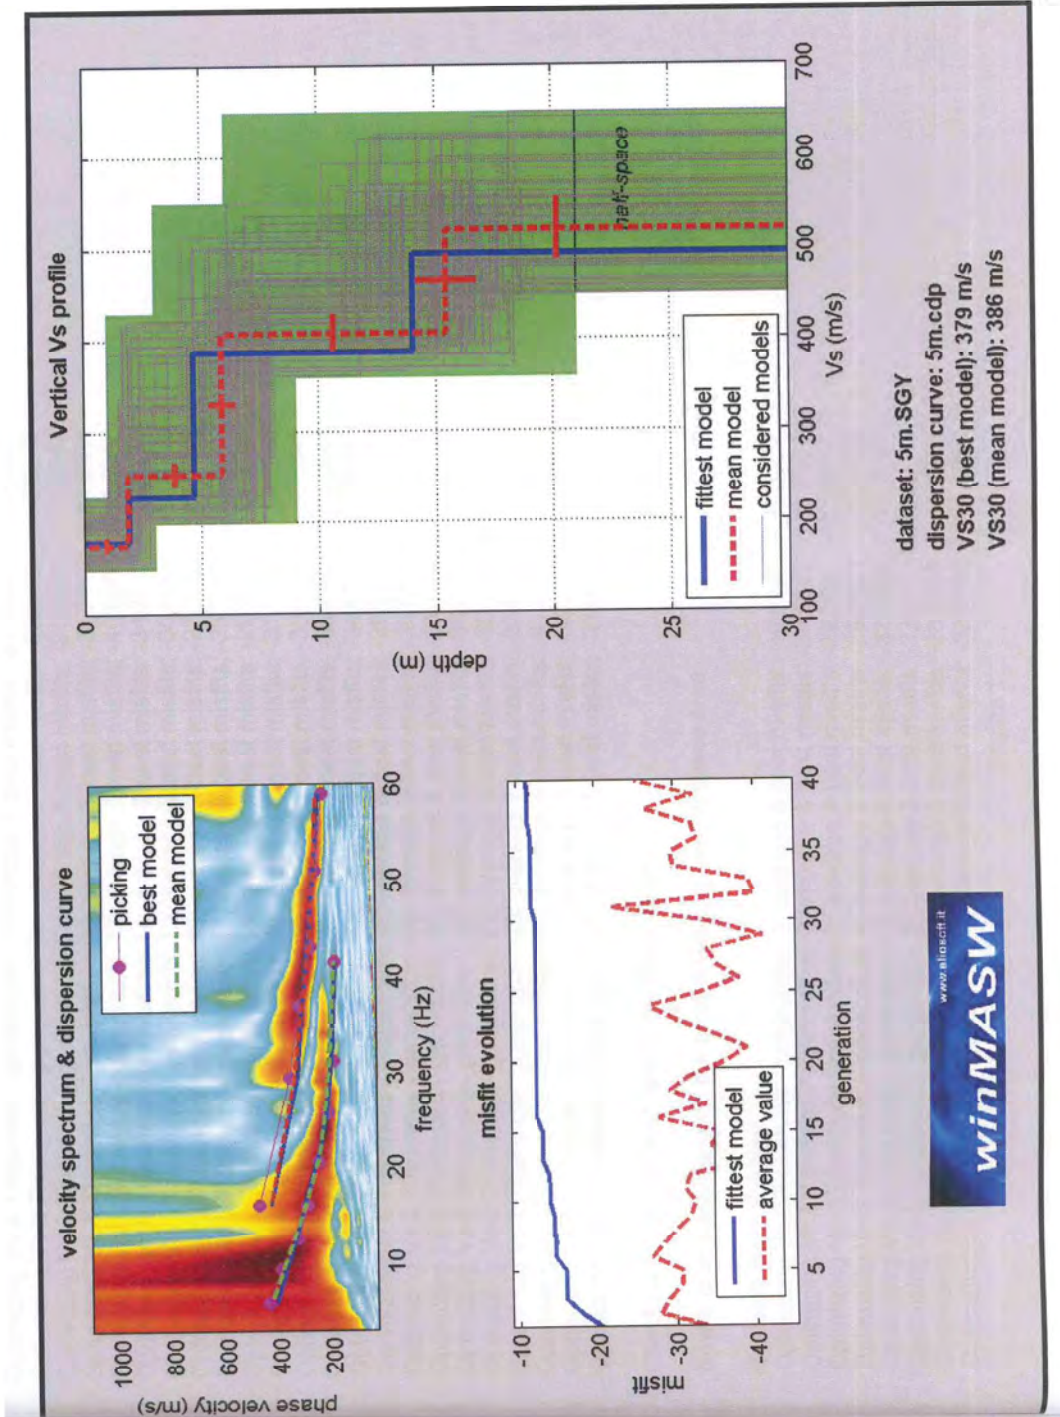 velocity spectrum & dispersion curve
phase velocity (m/s)
1000
800
600
400
200
picking
best model
mean model
10
20
30
40
50
60
frequency (Hz)
misfit evolution
misfit
-10
-20
-30
-40
fittest model
average value
5
10
15
20
25
30
35
40
generation
www.eliosoft.it
winMASW
Vertical Vs profile
depth (m)
0
5
10
15
20
25
30
half-space
fittest model
mean model
considered models
100
200
300
400
500
600
700
Vs (m/s)
dataset: 5m.SGY
dispersion curve: 5m.cdp
VS30 (best model): 379 m/s
VS30 (mean model): 386 m/s